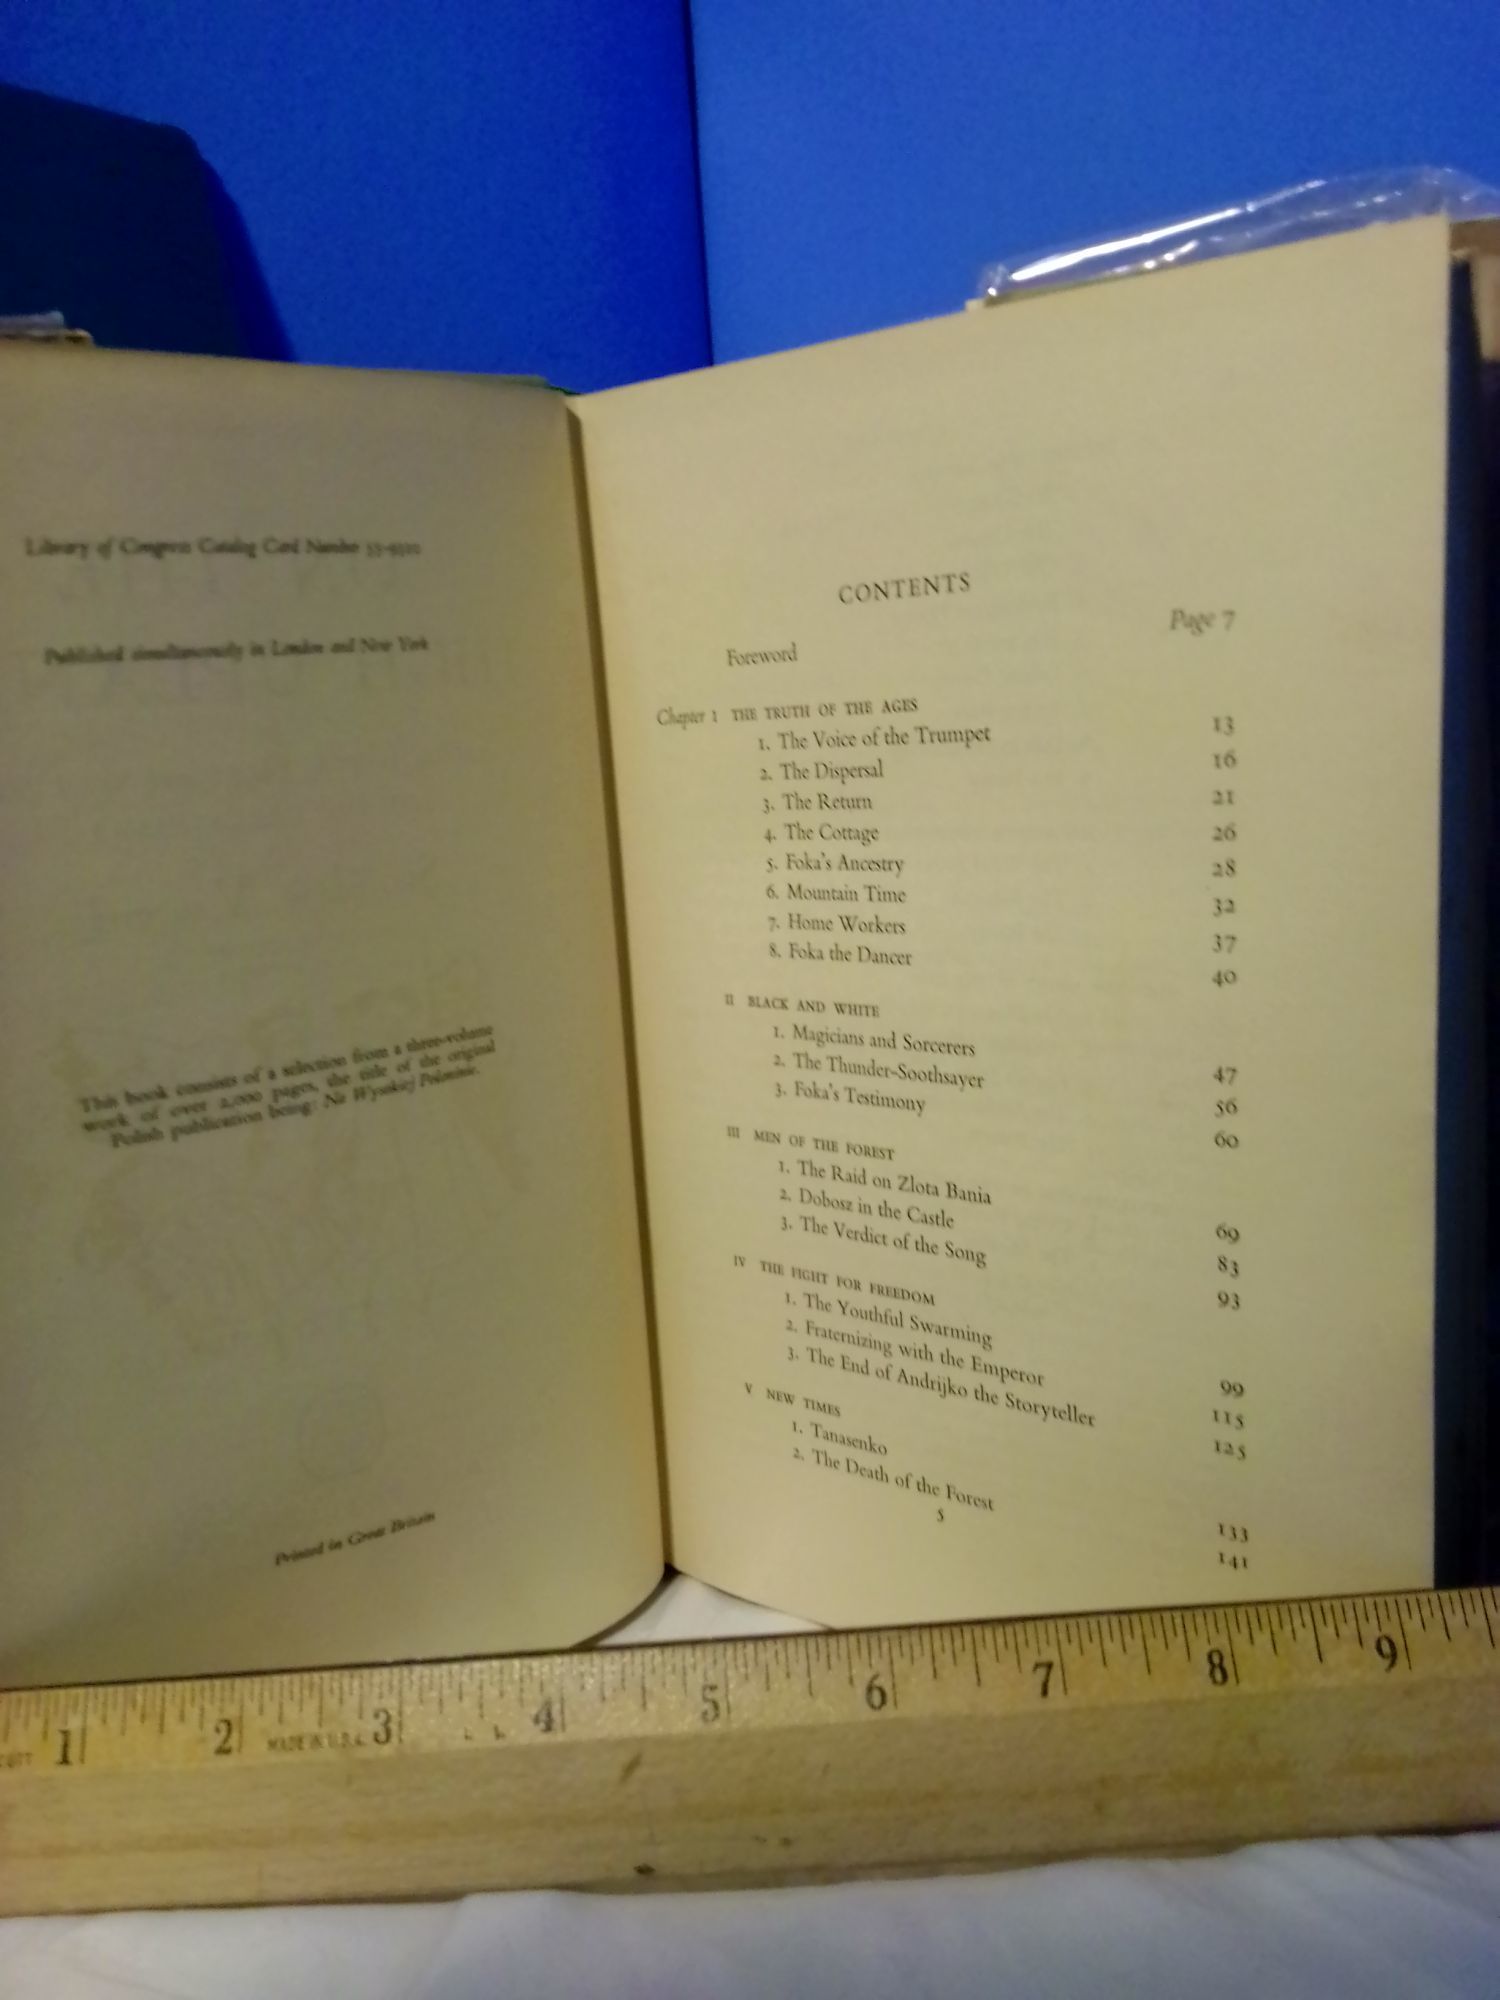 Library of Congress Catalog Card Number 55-9320
Published simultaneously in London and New York
This book consists of a selection from a three-volume
work of over 2,000 pages, the title of the original
Polish publication being: Na Wysokiej Poloninie.
Printed in Great Britain
CONTENTS
Foreword Page 7
Chapter I THE TRUTH OF THE AGES
1. The Voice of the Trumpet 13
2. The Dispersal 16
3. The Return 21
4. The Cottage 26
5. Foka's Ancestry 28
6. Mountain Time 32
7. Home Workers 37
8. Foka the Dancer 40
II BLACK AND WHITE
1. Magicians and Sorcerers 47
2. The Thunder-Soothsayer 56
3. Foka's Testimony 60
III MEN OF THE FOREST
1. The Raid on Zlota Bania 69
2. Dobosz in the Castle 83
3. The Verdict of the Song 93
IV THE FIGHT FOR FREEDOM
1. The Youthful Swarming 99
2. Fraternizing with the Emperor 115
3. The End of Andrijko the Storyteller 125
V NEW TIMES
1. Tanasenko 133
2. The Death of the Forest 141
5
1 2 MADE IN U.S.A. 3 4 5 6 7 8 9